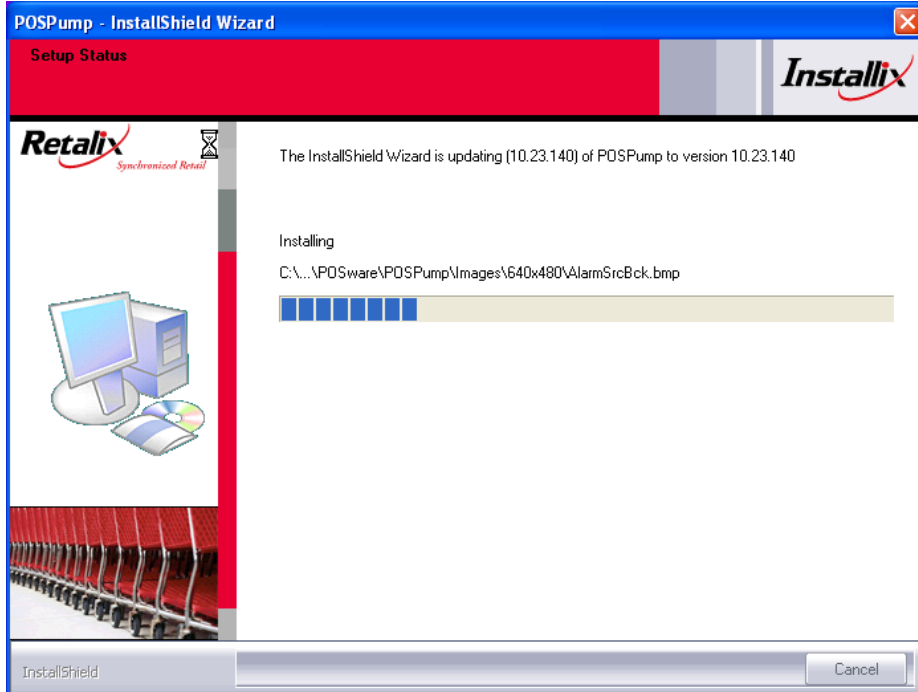 POSPump - InstallShield Wizard
Setup Status
Installix
Retalix
Synchronized Retail
The InstallShield Wizard is updating (10.23.140) of POSPump to version 10.23.140
Installing
C:\...\POSware\POSPump\Images\640x480\AlarmSrcBck.bmp
InstallShield
Cancel